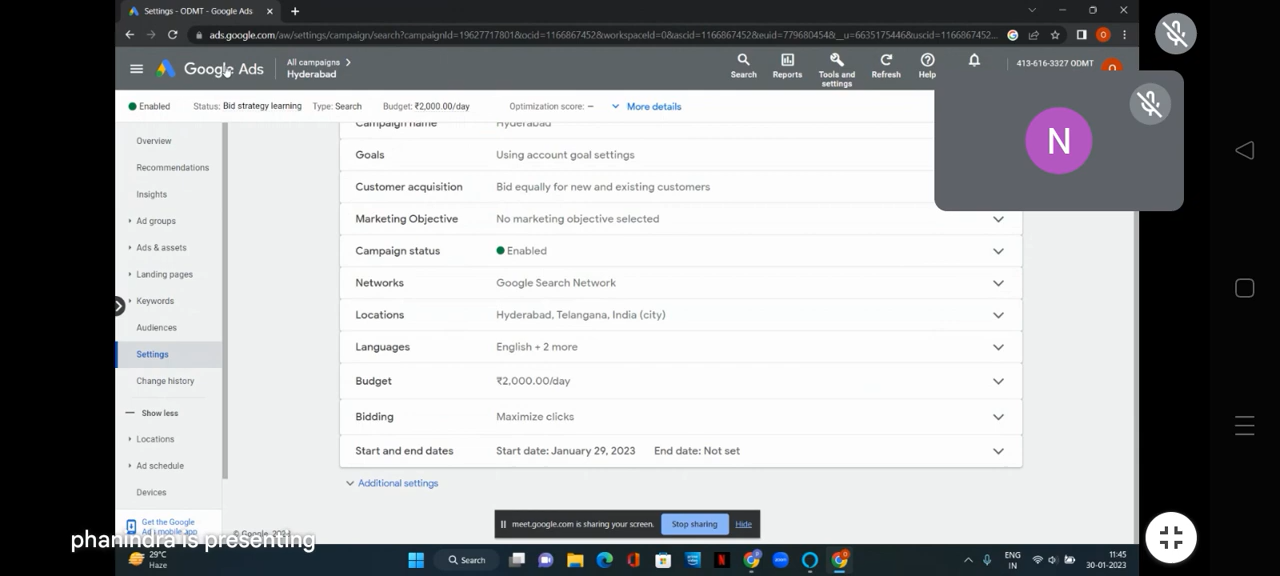 Settings - ODMT - Google Ads
ads.google.com/aw/settings/campaign/search?campaignId=19627717801&ocid=1166867452&workspaceId=0&ascid=1166867452&euid=779680454&__u=6635175446&uscid=1166867452...
Google Ads
All campaigns
Hyderabad
Search
Reports
Tools and settings
Refresh
Help
413-616-3327 ODMT
Enabled Status: Bid strategy learning Type: Search Budget: ₹2,000.00/day Optimization score: – More details
N
Overview
Recommendations
Insights
Ad groups
Ads & assets
Landing pages
Keywords
Audiences
Settings
Change history
Show less
Locations
Ad schedule
Devices
Get the Google
Ads mobile app
Campaign name Hyderabad
Goals Using account goal settings
Customer acquisition Bid equally for new and existing customers
Marketing Objective No marketing objective selected
Campaign status Enabled
Networks Google Search Network
Locations Hyderabad, Telangana, India (city)
Languages English + 2 more
Budget ₹2,000.00/day
Bidding Maximize clicks
Start and end dates Start date: January 29, 2023 End date: Not set
Additional settings
meet.google.com is sharing your screen. Stop sharing Hide
phanindra is presenting
29°C
Haze
Search
ENG
IN
11:45
30-01-2023